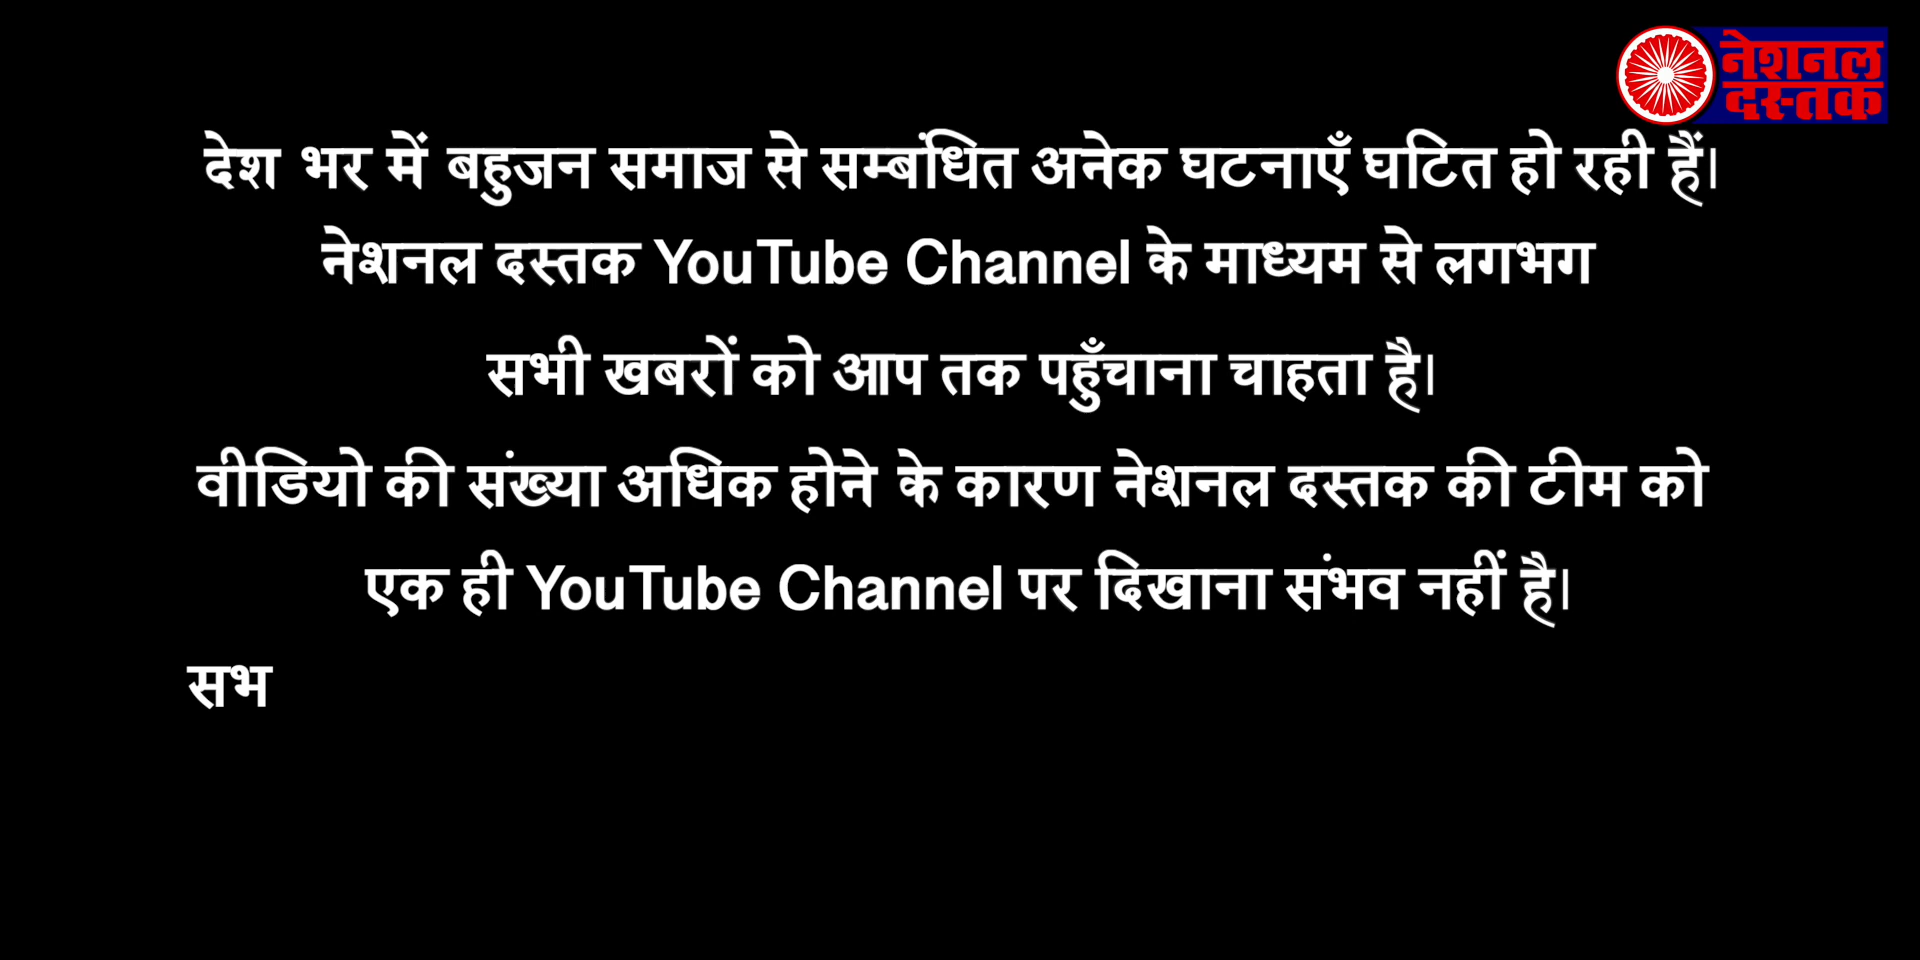 नेशनल
दस्तक
देश भर में बहुजन समाज से सम्बंधित अनेक घटनाएँ घटित हो रही हैं।
नेशनल दस्तक YouTube Channel के माध्यम से लगभग
सभी खबरों को आप तक पहुँचाना चाहता है।
वीडियो की संख्या अधिक होने के कारण नेशनल दस्तक की टीम को
एक ही YouTube Channel पर दिखाना संभव नहीं है।
सभ